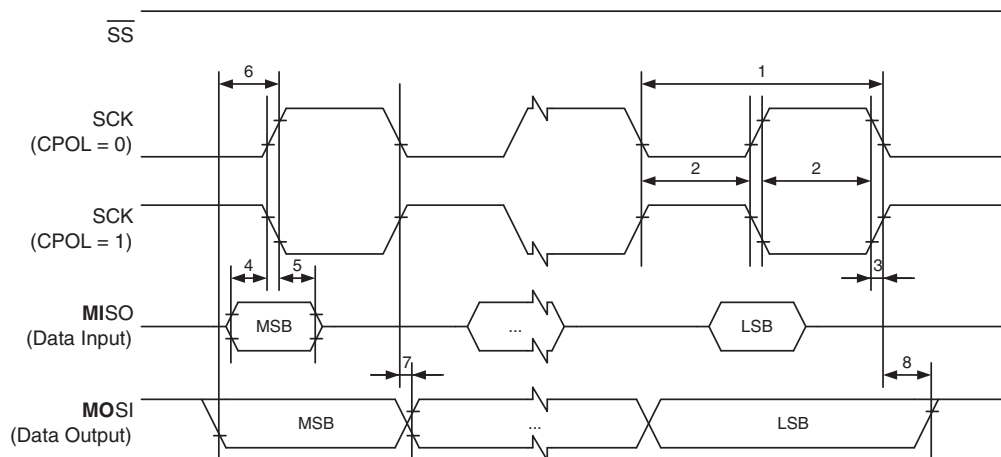 SS
6
1
SCK
(CPOL = 0)
2
2
SCK
(CPOL = 1)
4
5
3
MISO
(Data Input)
MSB
...
LSB
7
8
MOSI
(Data Output)
MSB
...
LSB